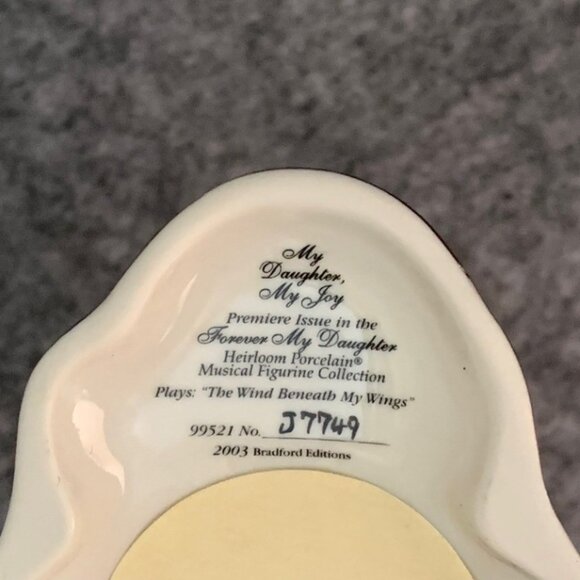 My
Daughter,
My Joy
Premiere Issue in the
Forever My Daughter
Heirloom Porcelain®
Musical Figurine Collection
Plays: "The Wind Beneath My Wings"
99521 No. J7749
2003 Bradford Editions